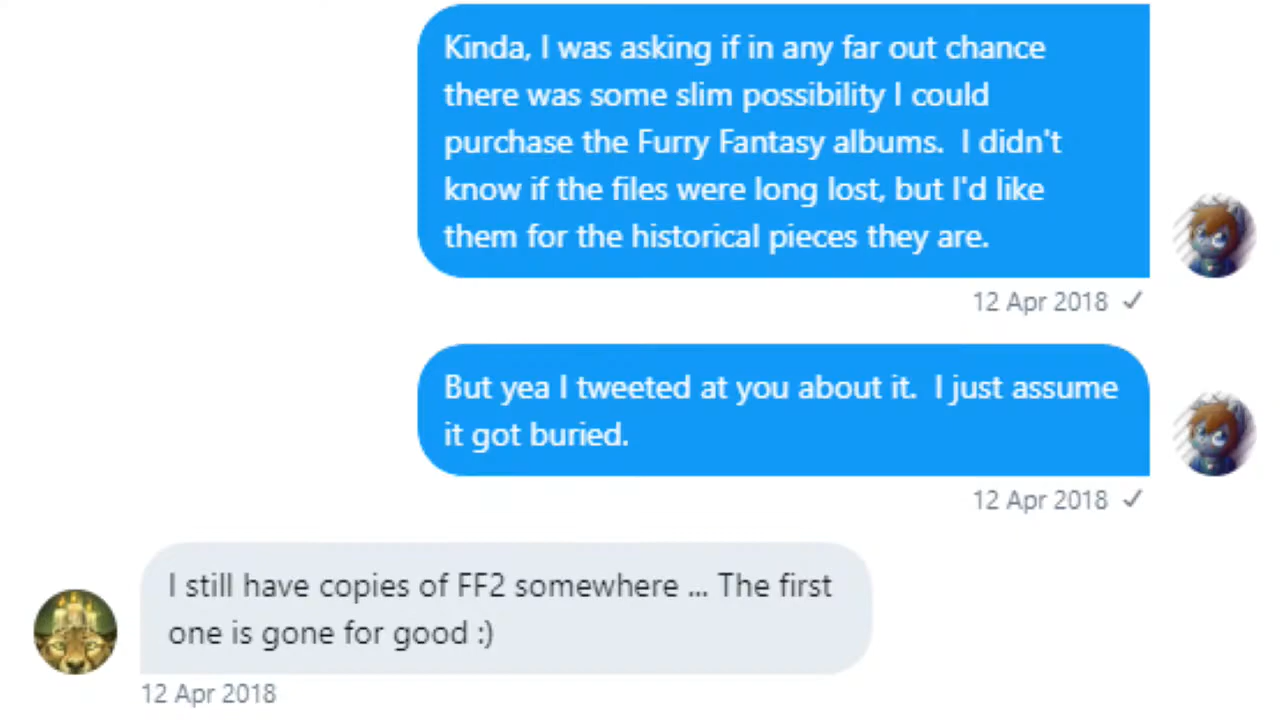 Kinda, I was asking if in any far out chance
there was some slim possibility I could
purchase the Furry Fantasy albums.  I didn't
know if the files were long lost, but I'd like
them for the historical pieces they are.
12 Apr 2018 ✓
But yea I tweeted at you about it.  I just assume
it got buried.
12 Apr 2018 ✓
I still have copies of FF2 somewhere ... The first
one is gone for good :)
12 Apr 2018